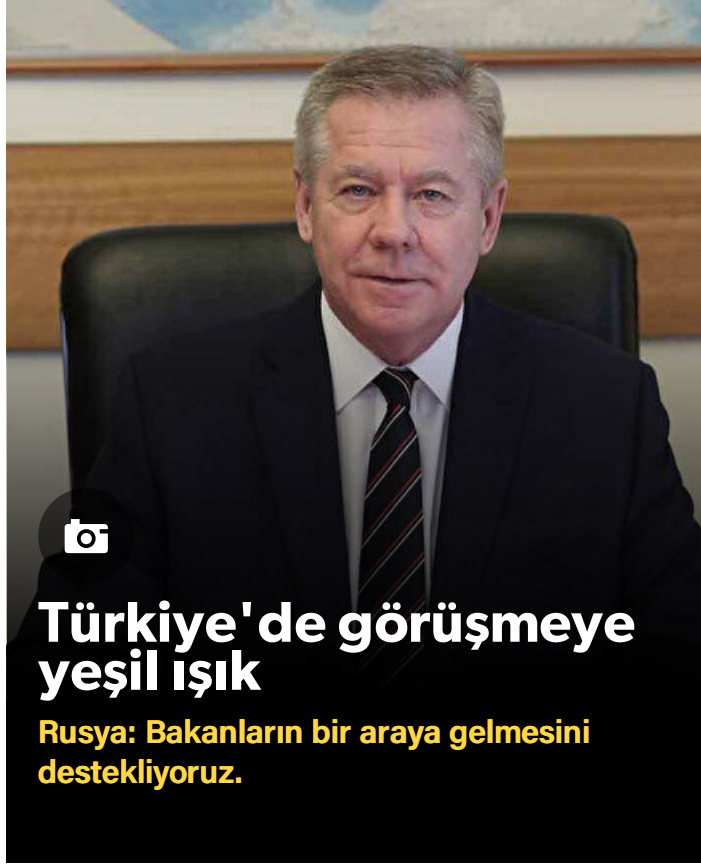 Türkiye'de görüşmeye
yeşil ışık
Rusya: Bakanların bir araya gelmesini
destekliyoruz.